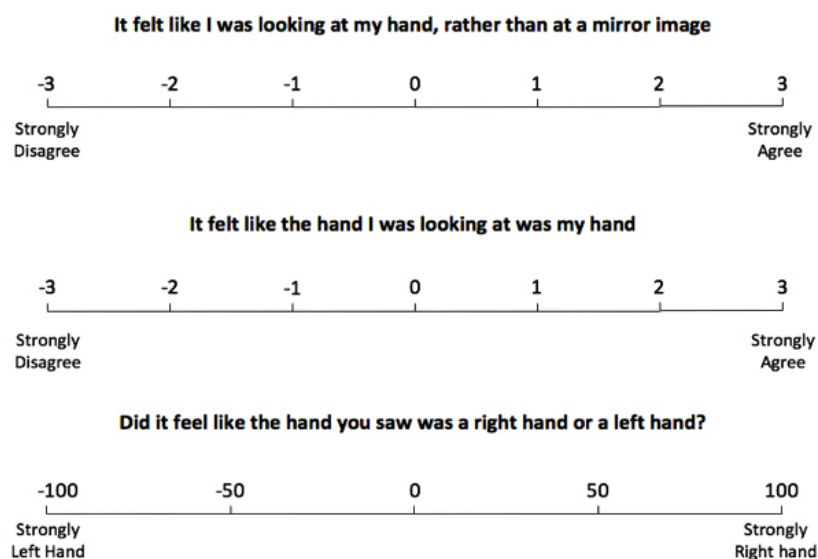 It felt like I was looking at my hand, rather than at a mirror image
-3 -2 -1 0 1 2 3
Strongly Strongly
Disagree Agree
It felt like the hand I was looking at was my hand
-3 -2 -1 0 1 2 3
Strongly Strongly
Disagree Agree
Did it feel like the hand you saw was a right hand or a left hand?
-100 -50 0 50 100
Strongly Strongly
Left Hand Right hand